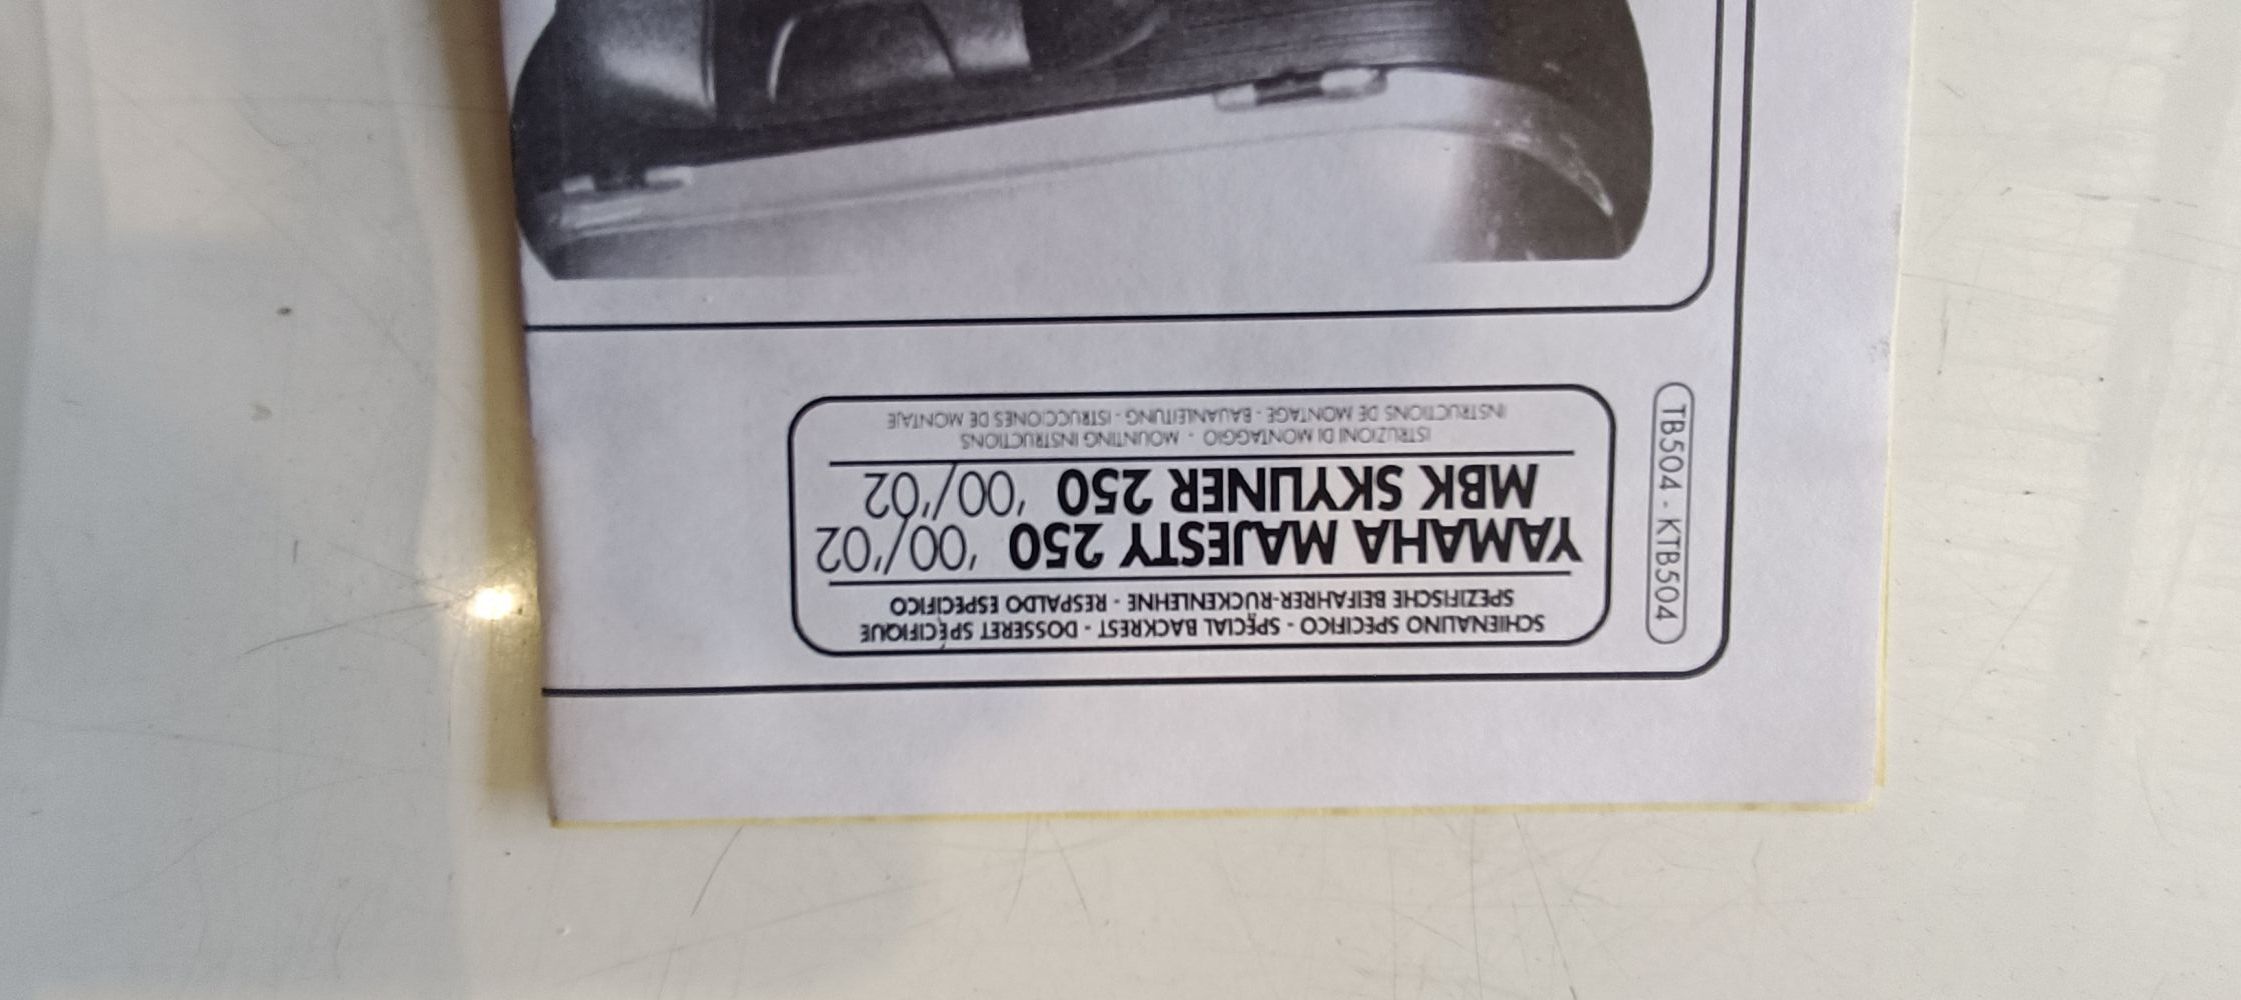 SCHIENALINO SPECIFICO - SPECIAL BACKREST - DOSSERET SPÉCIFIQUE
SPEZIFISCHE BEIFAHRER-RÜCKENLEHNE - RESPALDO ESPECIFICO
YAMAHA MAJESTY 250 '00/'02
MBK SKYLINER 250 '00/'02
ISTRUZIONI DI MONTAGGIO - MOUNTING INSTRUCTIONS
INSTRUCTIONS DE MONTAGE - BAUANLEITUNG - ISTRUCCIONES DE MONTAJE
TB504 - KTB504